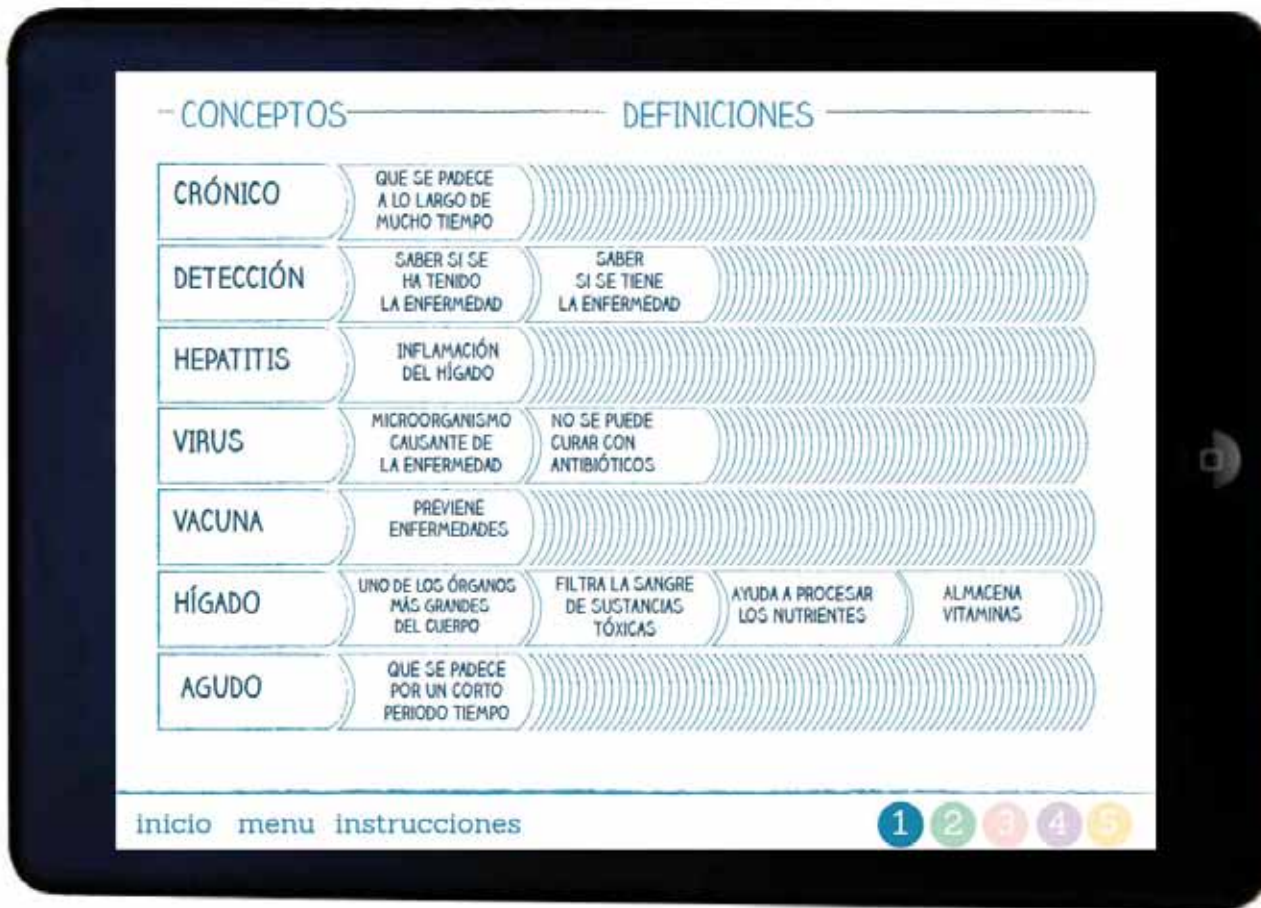 CONCEPTOS DEFINICIONES
CRÓNICO
QUE SE PADECE
A LO LARGO DE
MUCHO TIEMPO
DETECCIÓN
SABER SI SE
HA TENIDO
LA ENFERMEDAD
SABER
SI SE TIENE
LA ENFERMEDAD
HEPATITIS
INFLAMACIÓN
DEL HÍGADO
VIRUS
MICROORGANISMO
CAUSANTE DE
LA ENFERMEDAD
NO SE PUEDE
CURAR CON
ANTIBIÓTICOS
VACUNA
PREVIENE
ENFERMEDADES
HÍGADO
UNO DE LOS ÓRGANOS
MÁS GRANDES
DEL CUERPO
FILTRA LA SANGRE
DE SUSTANCIAS
TÓXICAS
AYUDA A PROCESAR
LOS NUTRIENTES
ALMACENA
VITAMINAS
AGUDO
QUE SE PADECE
POR UN CORTO
PERIODO TIEMPO
inicio menu instrucciones 1 2 3 4 5